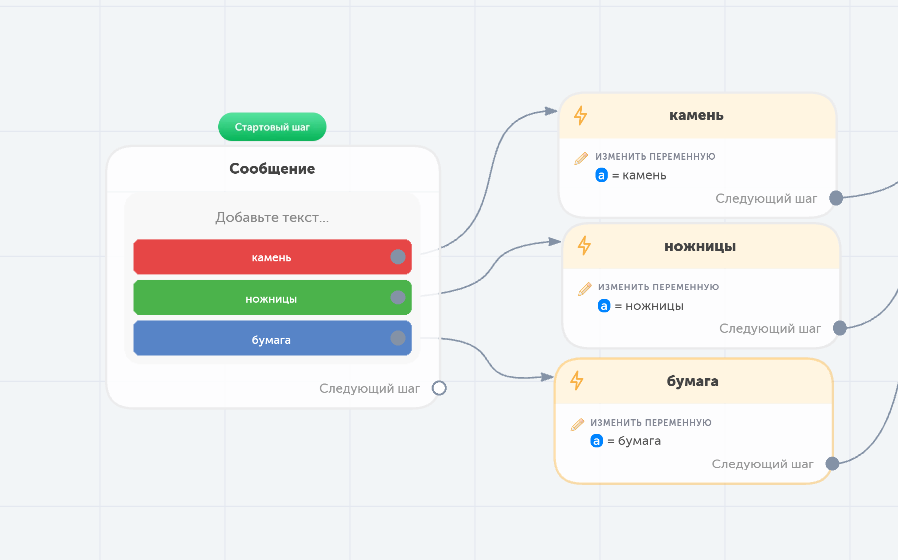 Стартовый шаг
Сообщение
Добавьте текст...
камень
ножницы
бумага
Следующий шаг
камень
ИЗМЕНИТЬ ПЕРЕМЕННУЮ
a = камень
Следующий шаг
ножницы
ИЗМЕНИТЬ ПЕРЕМЕННУЮ
a = ножницы
Следующий шаг
бумага
ИЗМЕНИТЬ ПЕРЕМЕННУЮ
a = бумага
Следующий шаг